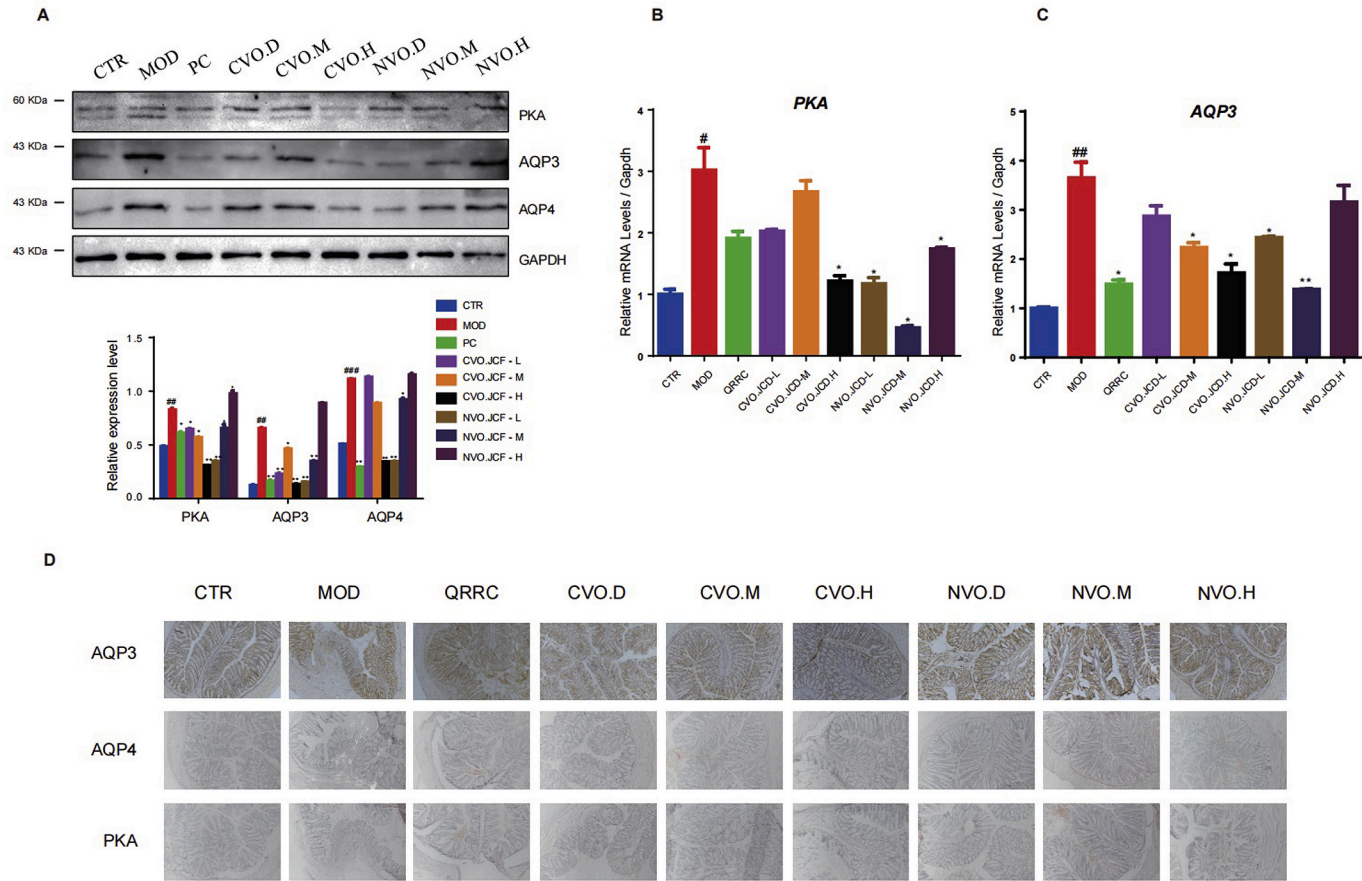 A
CTR MOD PC CVO.D CVO.M CVO.H NVO.D NVO.M NVO.H
60 KDa
PKA
43 KDa
AQP3
43 KDa
AQP4
43 KDa
GAPDH
Relative expression level
1.5
1.0
0.5
0.0
## * * * * ** ** * *
## ** ** * ** ** **
### ** ** ** *
PKA AQP3 AQP4
CTR
MOD
PC
CVO.JCF - L
CVO.JCF - M
CVO.JCF - H
NVO.JCF - L
NVO.JCF - M
NVO.JCF - H
B
PKA
Relative mRNA Levels / Gapdh
4
3
2
1
0
# * * * *
CTR MOD QRRC CVO.JCD-L CVO.JCD-M CVO.JCD.H NVO.JCD-L NVO.JCD-M NVO.JCD.H
C
AQP3
Relative mRNA Levels / Gapdh
5
4
3
2
1
0
## * * * * **
CTR MOD QRRC CVO.JCD-L CVO.JCD-M CVO.JCD.H NVO.JCD-L NVO.JCD-M NVO.JCD.H
D
CTR MOD QRRC CVO.D CVO.M CVO.H NVO.D NVO.M NVO.H
AQP3
AQP4
PKA